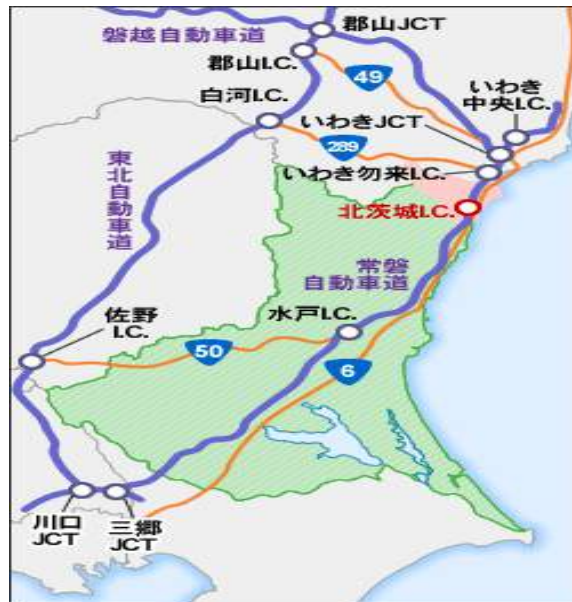 磐越自動車道
郡山JCT
郡山I.C.
49
いわき
中央I.C.
白河I.C.
いわきJCT
289
いわき勿来I.C.
東北自動車道
北茨城I.C.
常磐
自動車道
佐野
I.C.
水戸I.C.
50
6
川口
JCT
三郷
JCT